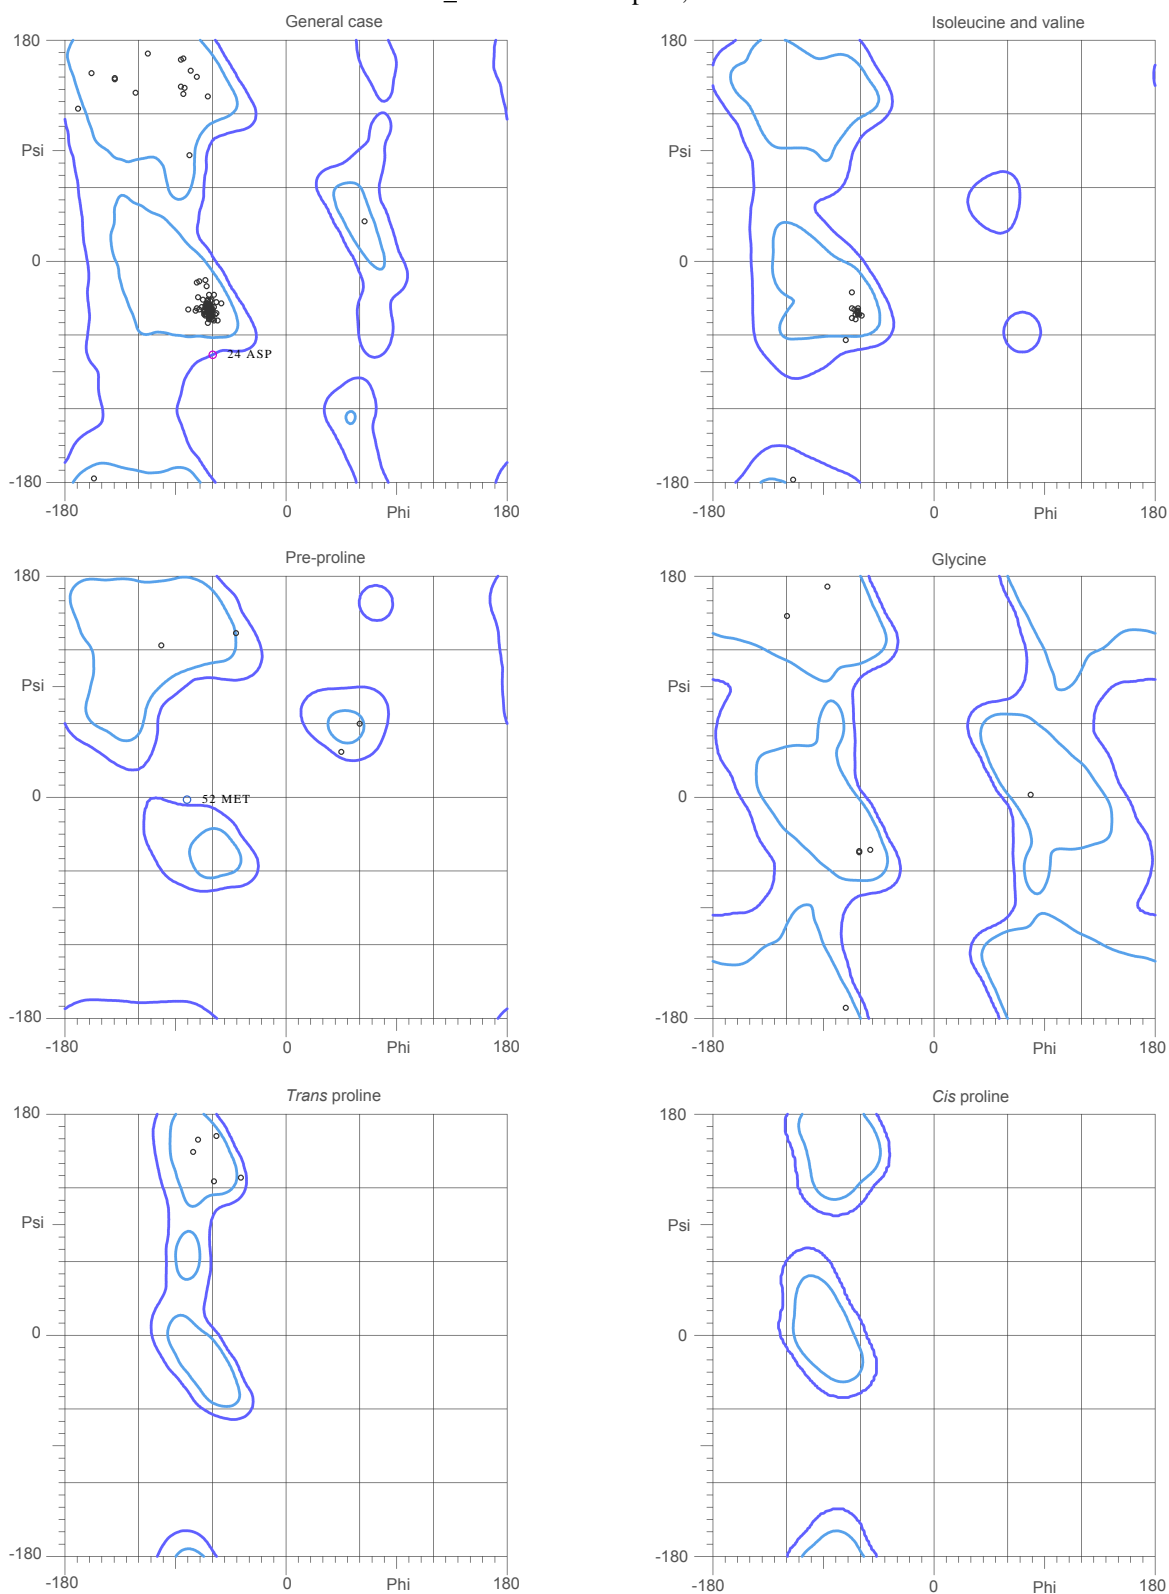 General case
Isoleucine and valine
180
Psi
0
24 ASP
-180
-180
0
Phi
180
180
Psi
0
-180
-180
0
Phi
180
Pre-proline
Glycine
180
Psi
0
52 MET
-180
-180
0
Phi
180
180
Psi
0
-180
-180
0
Phi
180
Trans proline
Cis proline
180
Psi
0
-180
-180
0
Phi
180
180
Psi
0
-180
-180
0
Phi
180